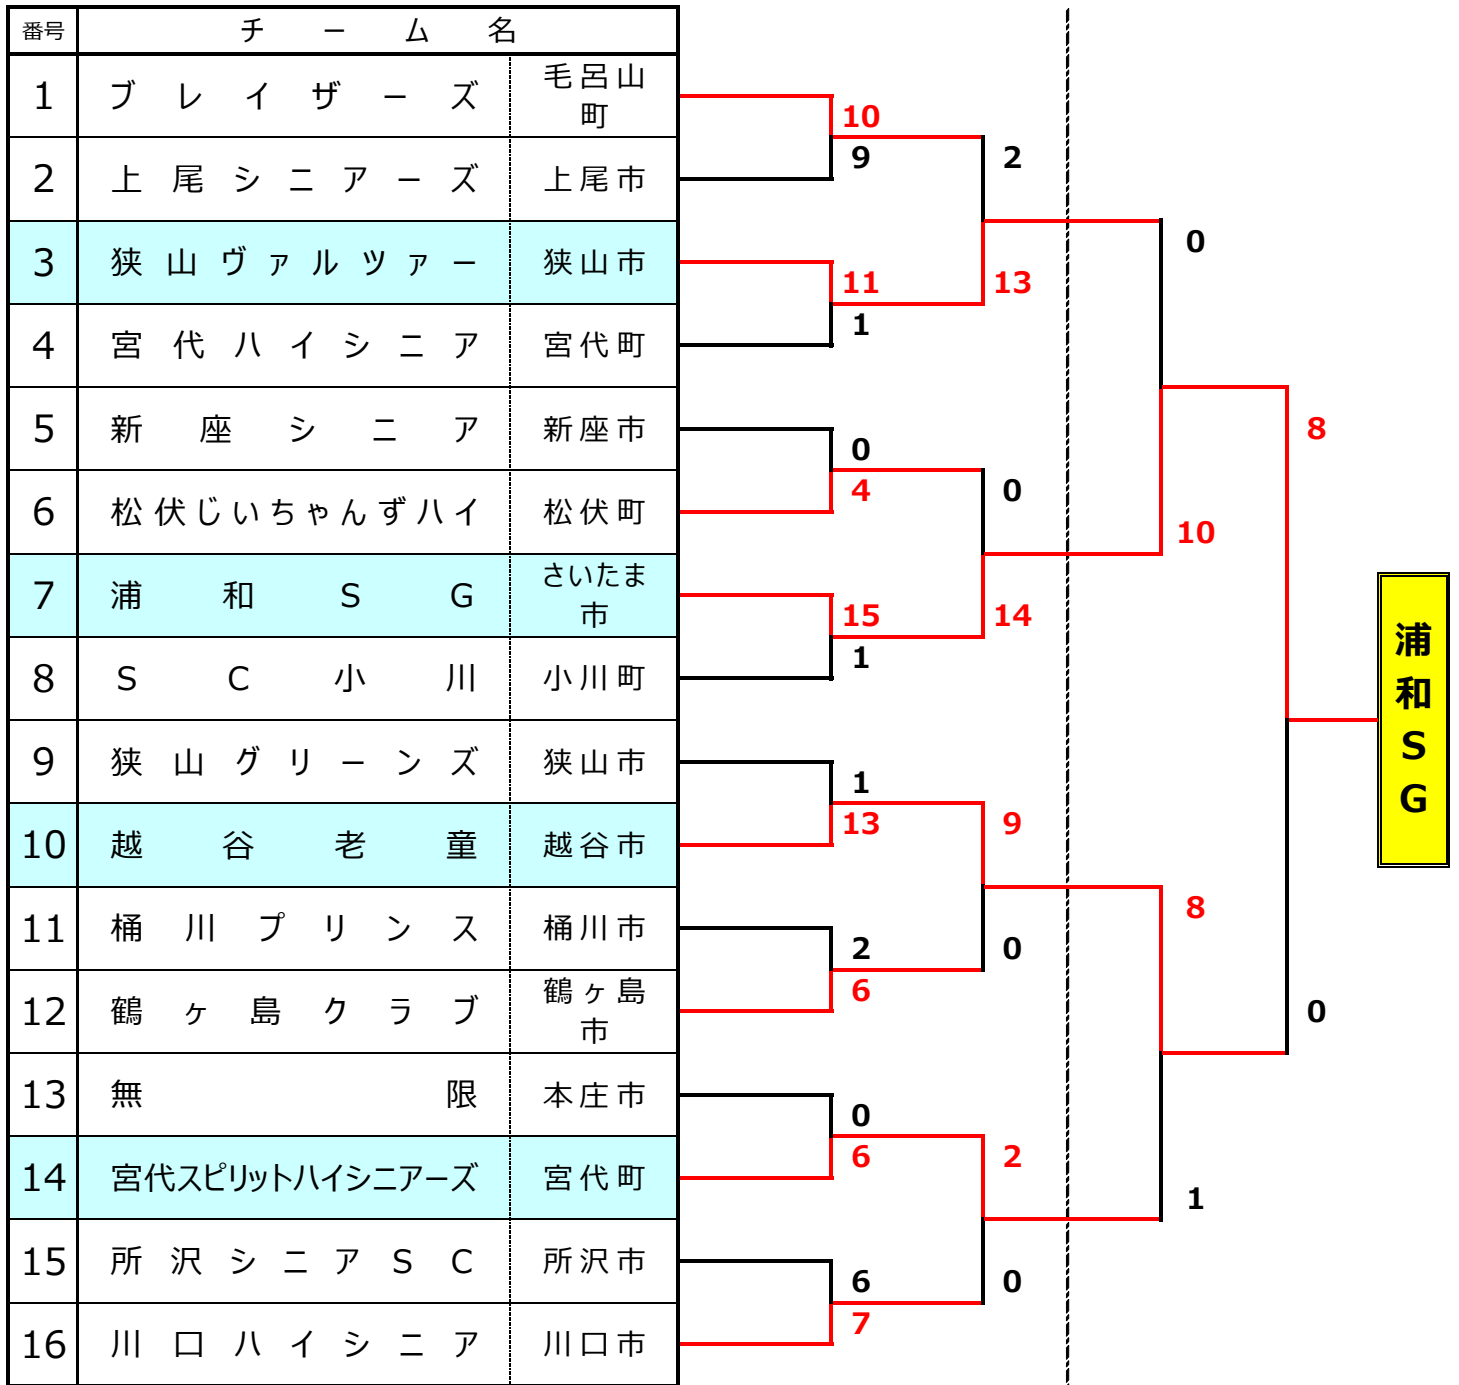 番号 チーム名
1 ブレイザーズ 毛呂山町
2 上尾シニアーズ 上尾市
3 狭山ヴァルツァー 狭山市
4 宮代ハイシニア 宮代町
5 新座シニア 新座市
6 松伏じいちゃんずハイ 松伏町
7 浦和SG さいたま市
8 SC小川 小川町
9 狭山グリーンズ 狭山市
10 越谷老童 越谷市
11 桶川プリンス 桶川市
12 鶴ヶ島クラブ 鶴ヶ島市
13 無限 本庄市
14 宮代スピリットハイシニアーズ 宮代町
15 所沢シニアSC 所沢市
16 川口ハイシニア 川口市
10
9
11
1
0
4
15
1
1
13
2
6
0
6
6
7
2
13
0
14
9
0
2
0
0
10
8
1
8
0
浦和SG